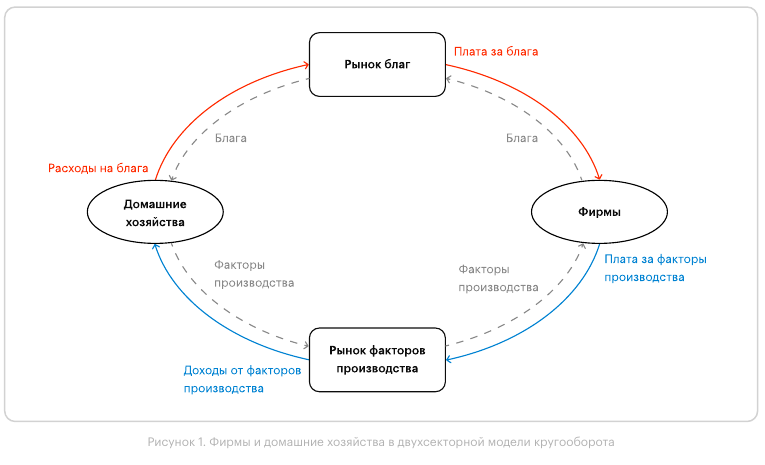 Рынок благ
Плата за блага
Блага
Блага
Расходы на блага
Домашние
хозяйства
Фирмы
Факторы
производства
Факторы
производства
Плата за факторы
производства
Рынок факторов
производства
Доходы от факторов
производства
Рисунок 1. Фирмы и домашние хозяйства в двухсекторной модели кругооборота